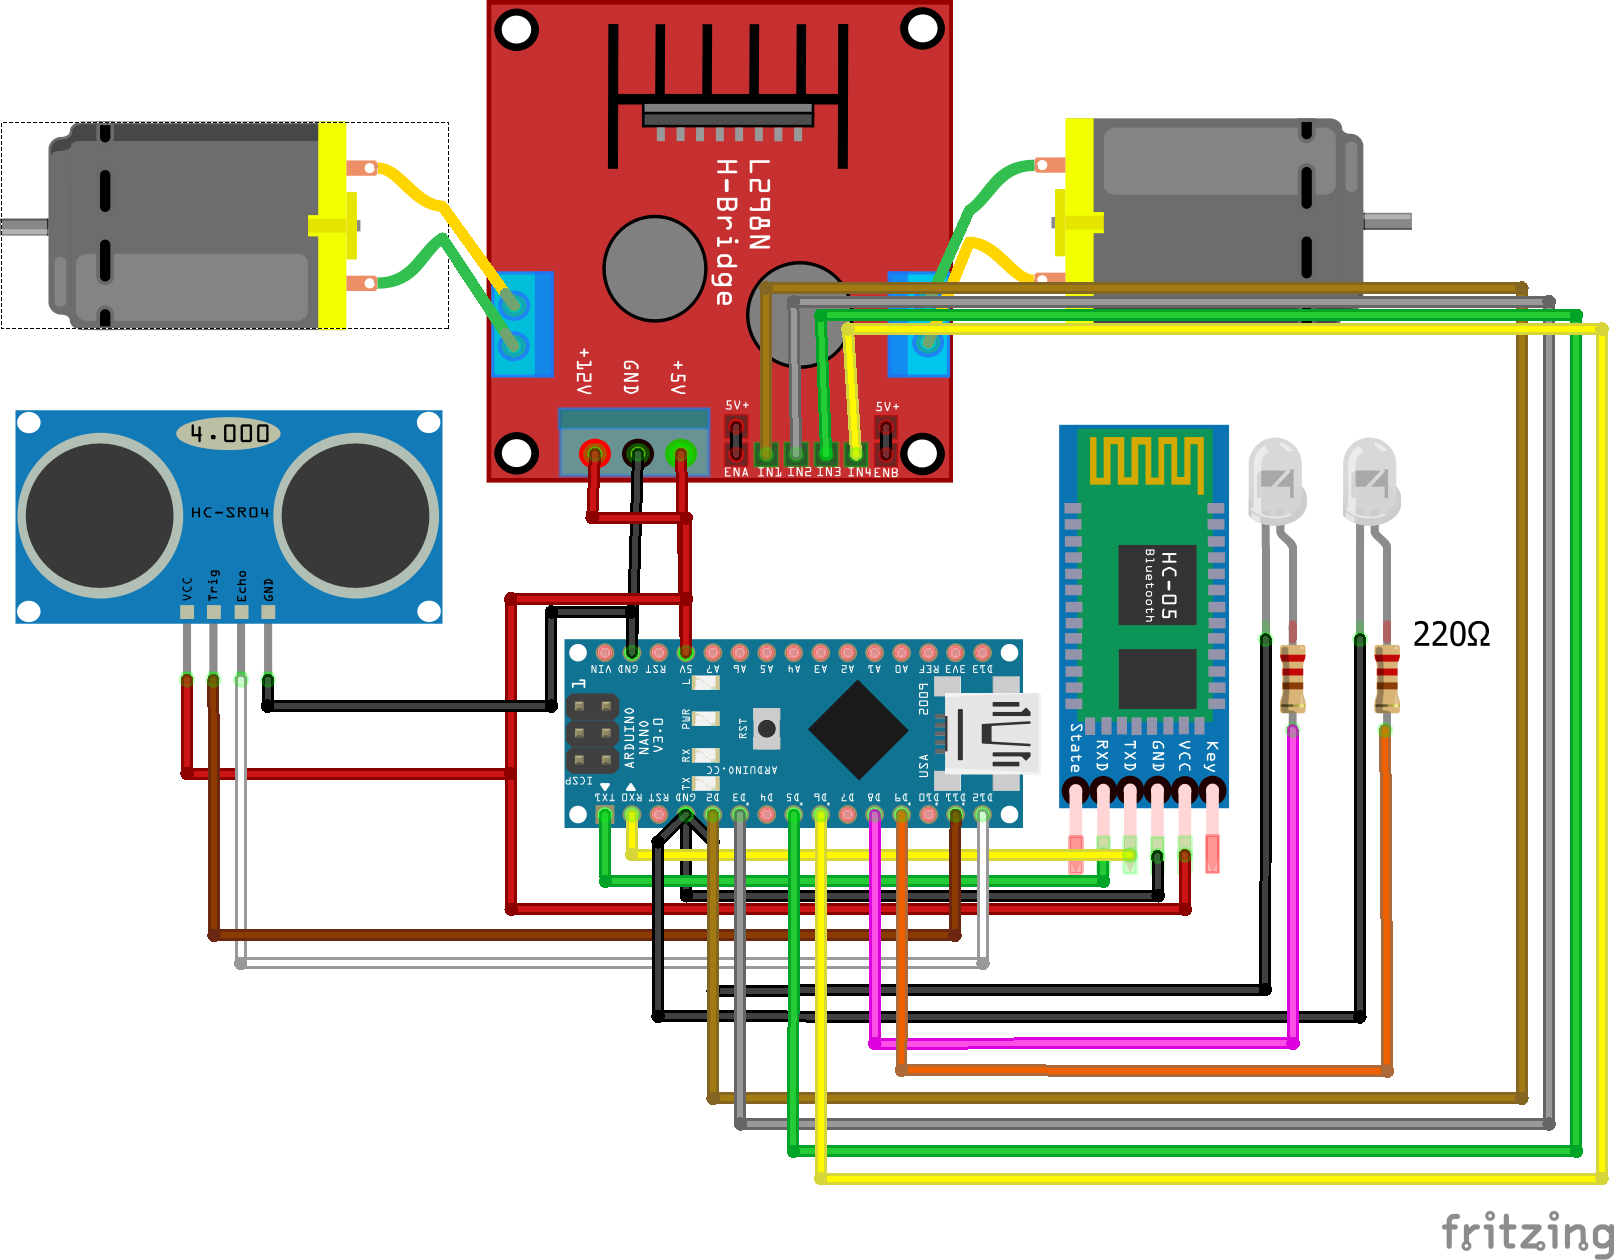 L298N
H-Bridge
+12V
GND
+5V
5V+
5V+
ENA
IN1
IN2
IN3
IN4
ENB
4.000
HC-SR04
VCC
Trig
Echo
GND
HC-05
Bluetooth
State
RXD
TXD
GND
VCC
Key
220Ω
VIN
GND
RST
5V
A7
A6
A5
A4
A3
A2
A1
A0
REF
3V3
D13
1
L
PWR
RX
TX
RST
ARDUINO
NANO
V3.0
ICSP
ARDUINO.CC
2009
USA
TX1
RX0
RST
GND
D2
D3
D4
D5
D6
D7
D8
D9
D10
D11
D12
fritzing